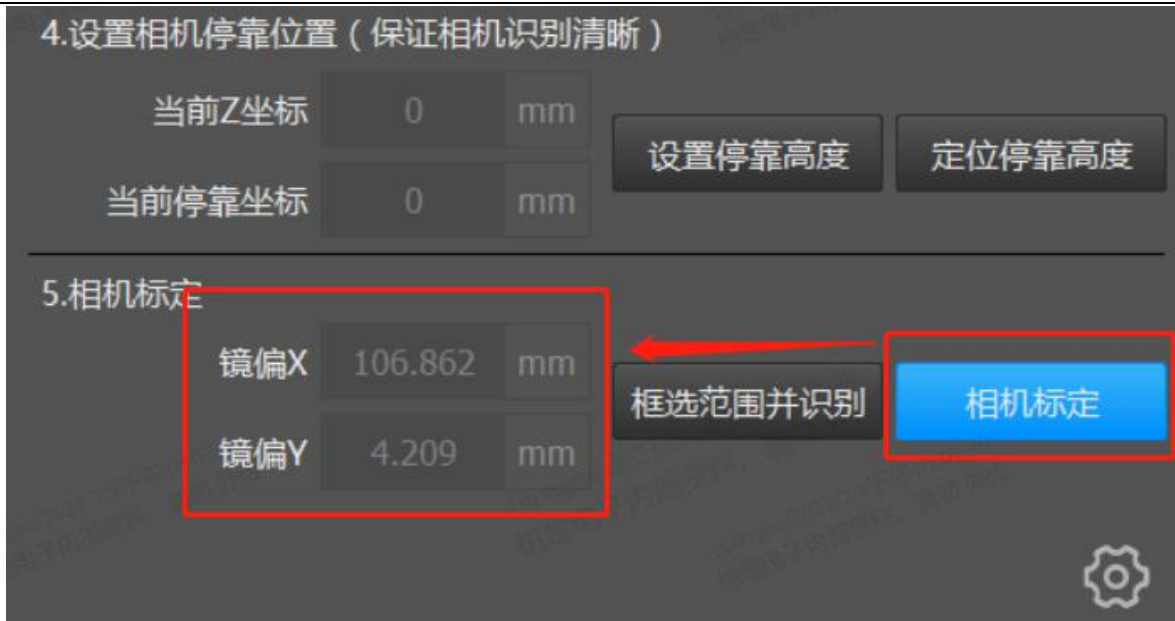 4.设置相机停靠位置（保证相机识别清晰）
当前Z坐标 0 mm
设置停靠高度 定位停靠高度
当前停靠坐标 0 mm
5.相机标定
镜偏X 106.862 mm
框选范围并识别 相机标定
镜偏Y 4.209 mm